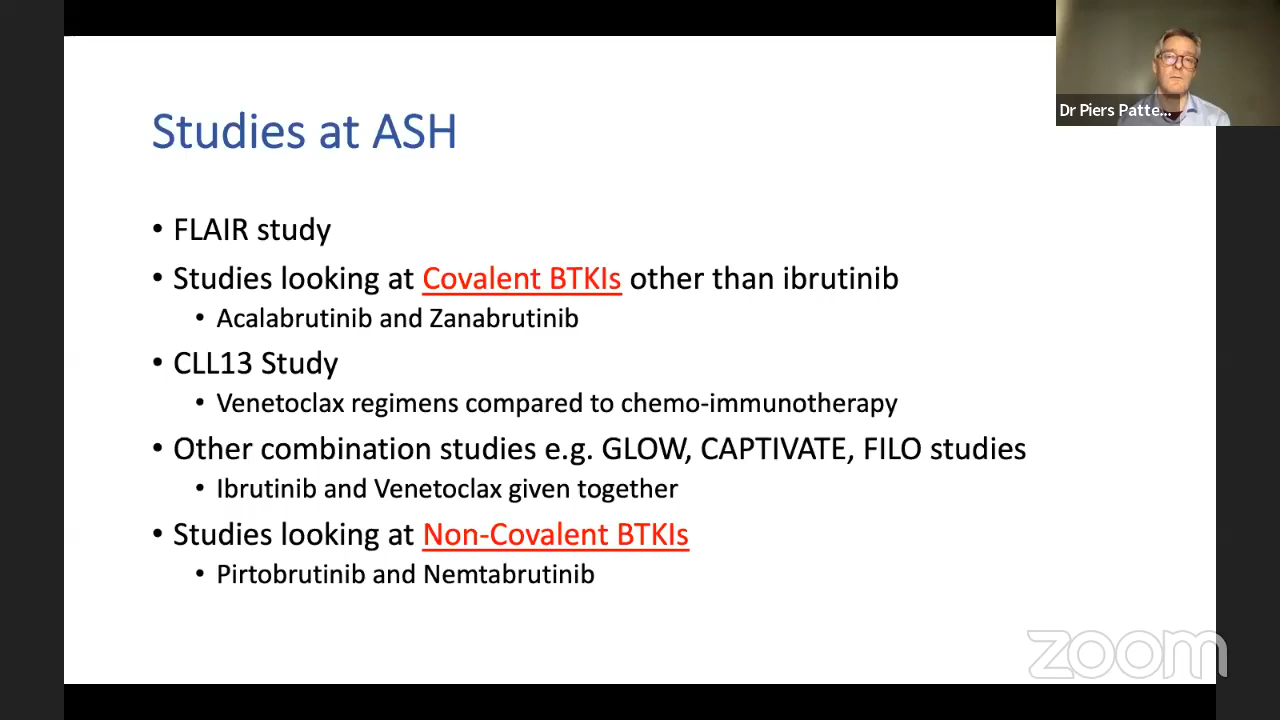 Dr Piers Patte...
Studies at ASH
• FLAIR study
• Studies looking at Covalent BTKIs other than ibrutinib
• Acalabrutinib and Zanabrutinib
• CLL13 Study
• Venetoclax regimens compared to chemo-immunotherapy
• Other combination studies e.g. GLOW, CAPTIVATE, FILO studies
• Ibrutinib and Venetoclax given together
• Studies looking at Non-Covalent BTKIs
• Pirtobrutinib and Nemtabrutinib
zoom